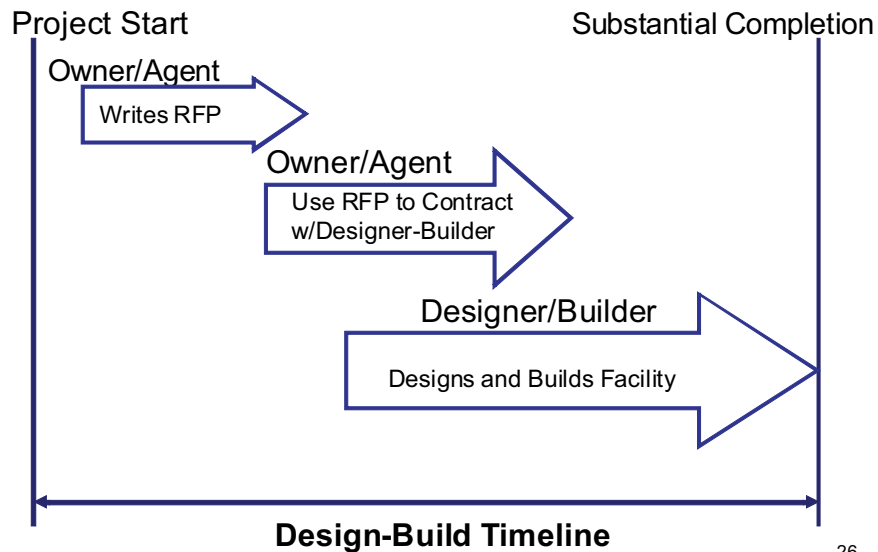 Project Start
Substantial Completion
Owner/Agent
Writes RFP
Owner/Agent
Use RFP to Contract
w/Designer-Builder
Designer/Builder
Designs and Builds Facility
Design-Build Timeline
26